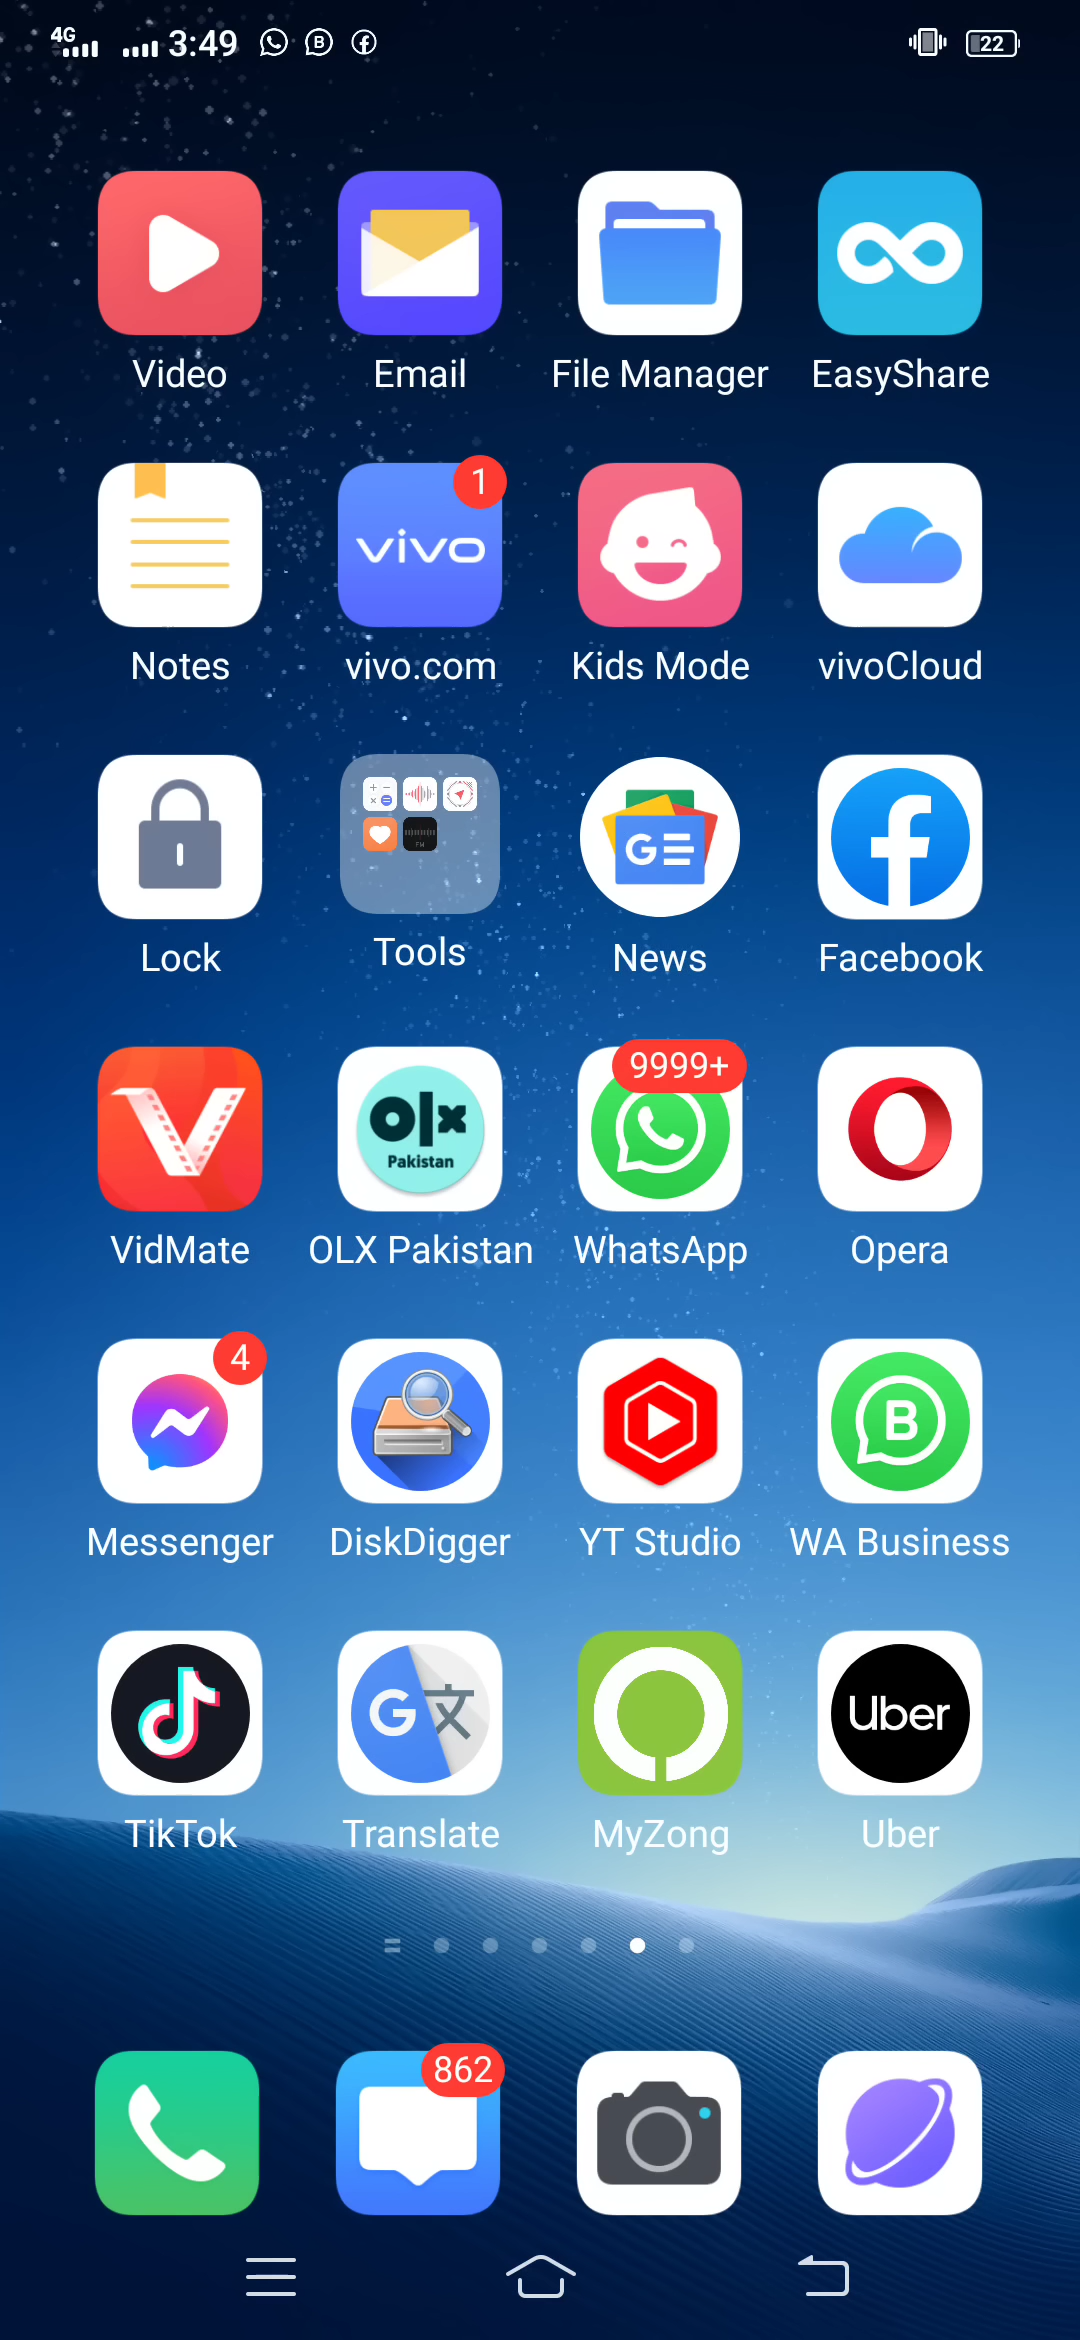 4G 3:49 22
Video Email File Manager EasyShare
1
vivo
Notes vivo.com Kids Mode vivoCloud
FM
Lock Tools News Facebook
9999+
olx
Pakistan
VidMate OLX Pakistan WhatsApp Opera
4
B
Messenger DiskDigger YT Studio WA Business
G 文 Uber
TikTok Translate MyZong Uber
862